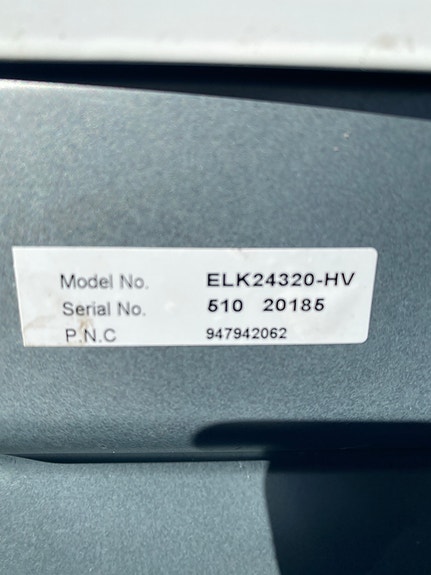 Model No. ELK24320-HV
Serial No. 510 20185
P.N.C 947942062